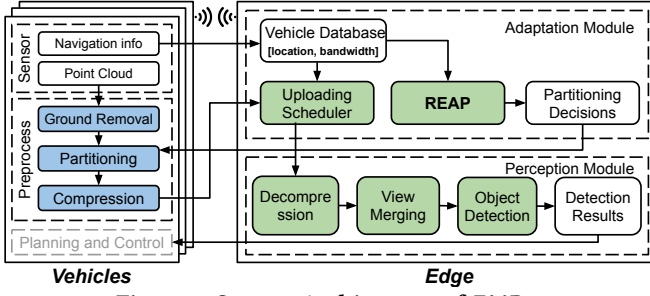 Sensor
Navigation info
Point Cloud
Preprocess
Ground Removal
Partitioning
Compression
Planning and Control
Vehicles
Vehicle Database
[location, bandwidth]
Adaptation Module
Uploading
Scheduler
REAP
Partitioning
Decisions
Perception Module
Decompre
ssion
View
Merging
Object
Detection
Detection
Results
Edge